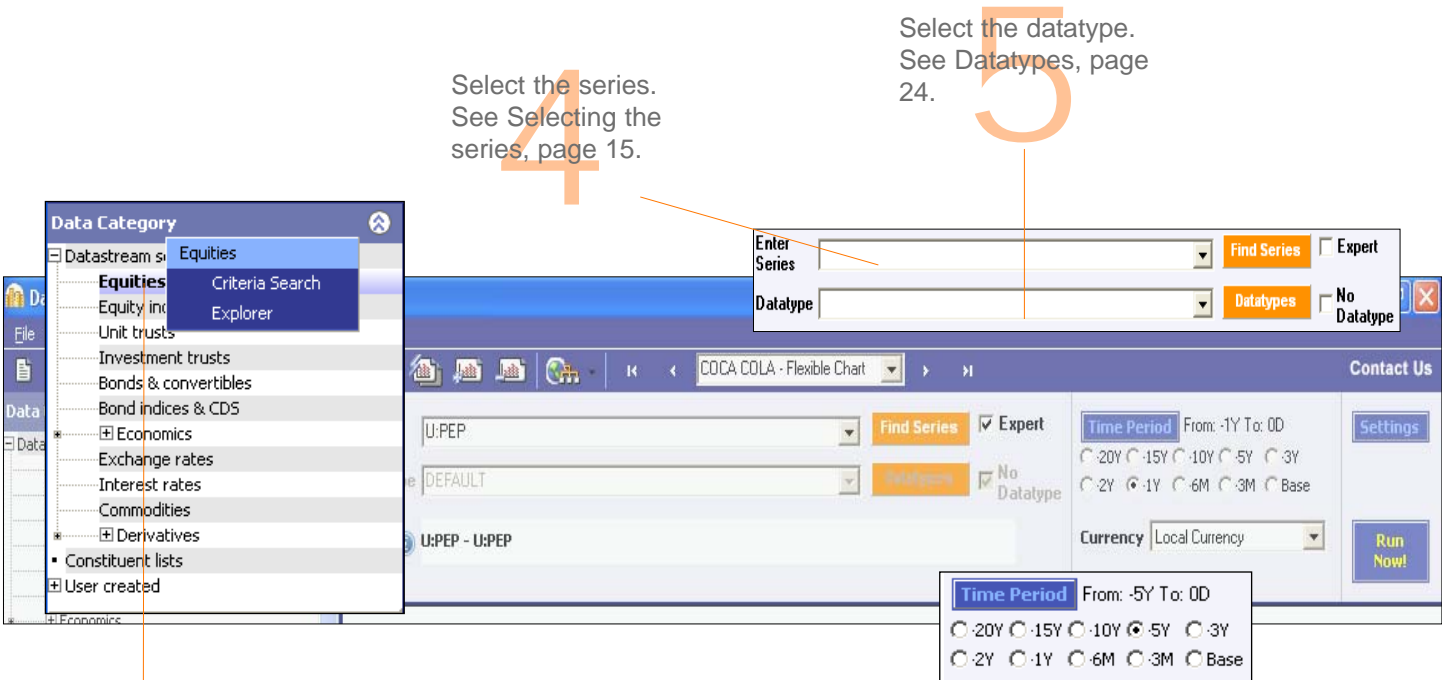 5
Select the datatype.
See Datatypes, page
24.
4
Select the series.
See Selecting the
series, page 15.
Data Category
Datastream
Equities
Equities
Criteria Search
Equity
Explorer
Unit trusts
Investment trusts
Bonds & convertibles
Bond indices & CDS
Economics
Exchange rates
Interest rates
Commodities
Derivatives
Constituent lists
User created
Enter
Series
Find Series
Expert
Datatype
Datatypes
No
Datatype
File
COCA COLA - Flexible Chart
Contact Us
Data
Data
U:PEP
Find Series
Expert
DEFAULT
Datatypes
No
Datatype
U:PEP - U:PEP
Time Period From: -1Y To: 0D
-20Y -15Y -10Y -5Y -3Y
-2Y -1Y -6M -3M Base
Currency Local Currency
Settings
Run
Now!
Time Period From: -5Y To: 0D
-20Y -15Y -10Y -5Y -3Y
-2Y -1Y -6M -3M Base
Economics